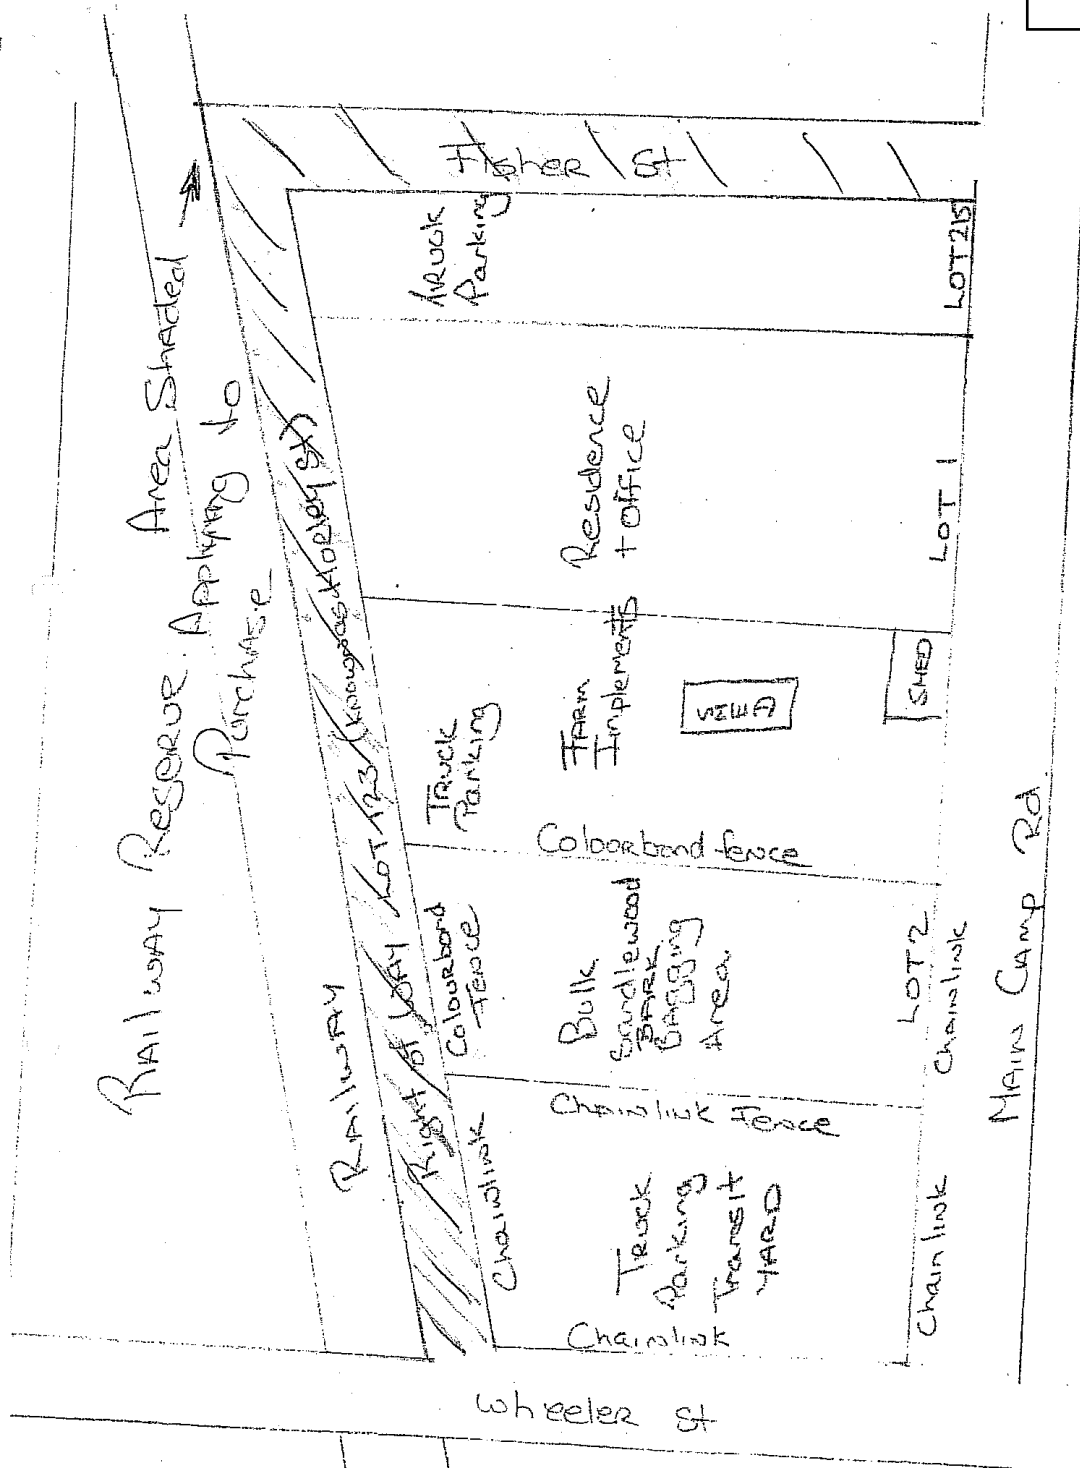 Fisher St
Truck
Parking
LOT 215
Area Shaded
Applying to
Purchase
Residence
+ office
LOT 1
Railway Reserve
Right of WAY LOT 123 (Known as Horley St)
RAILWAY
Truck
Parking
Farm
Implements
SHED
SHED
Colourbond fence
Colourbond
Fence
Bulk
Sandlewood
BARK
BAGGING
Area
LOT 2
Chainlink
MAIN CAMP Rd
Chainlink Fence
Chainlink
Truck
Parking
Transit
YARD
Chainlink
Chainlink
Wheeler St